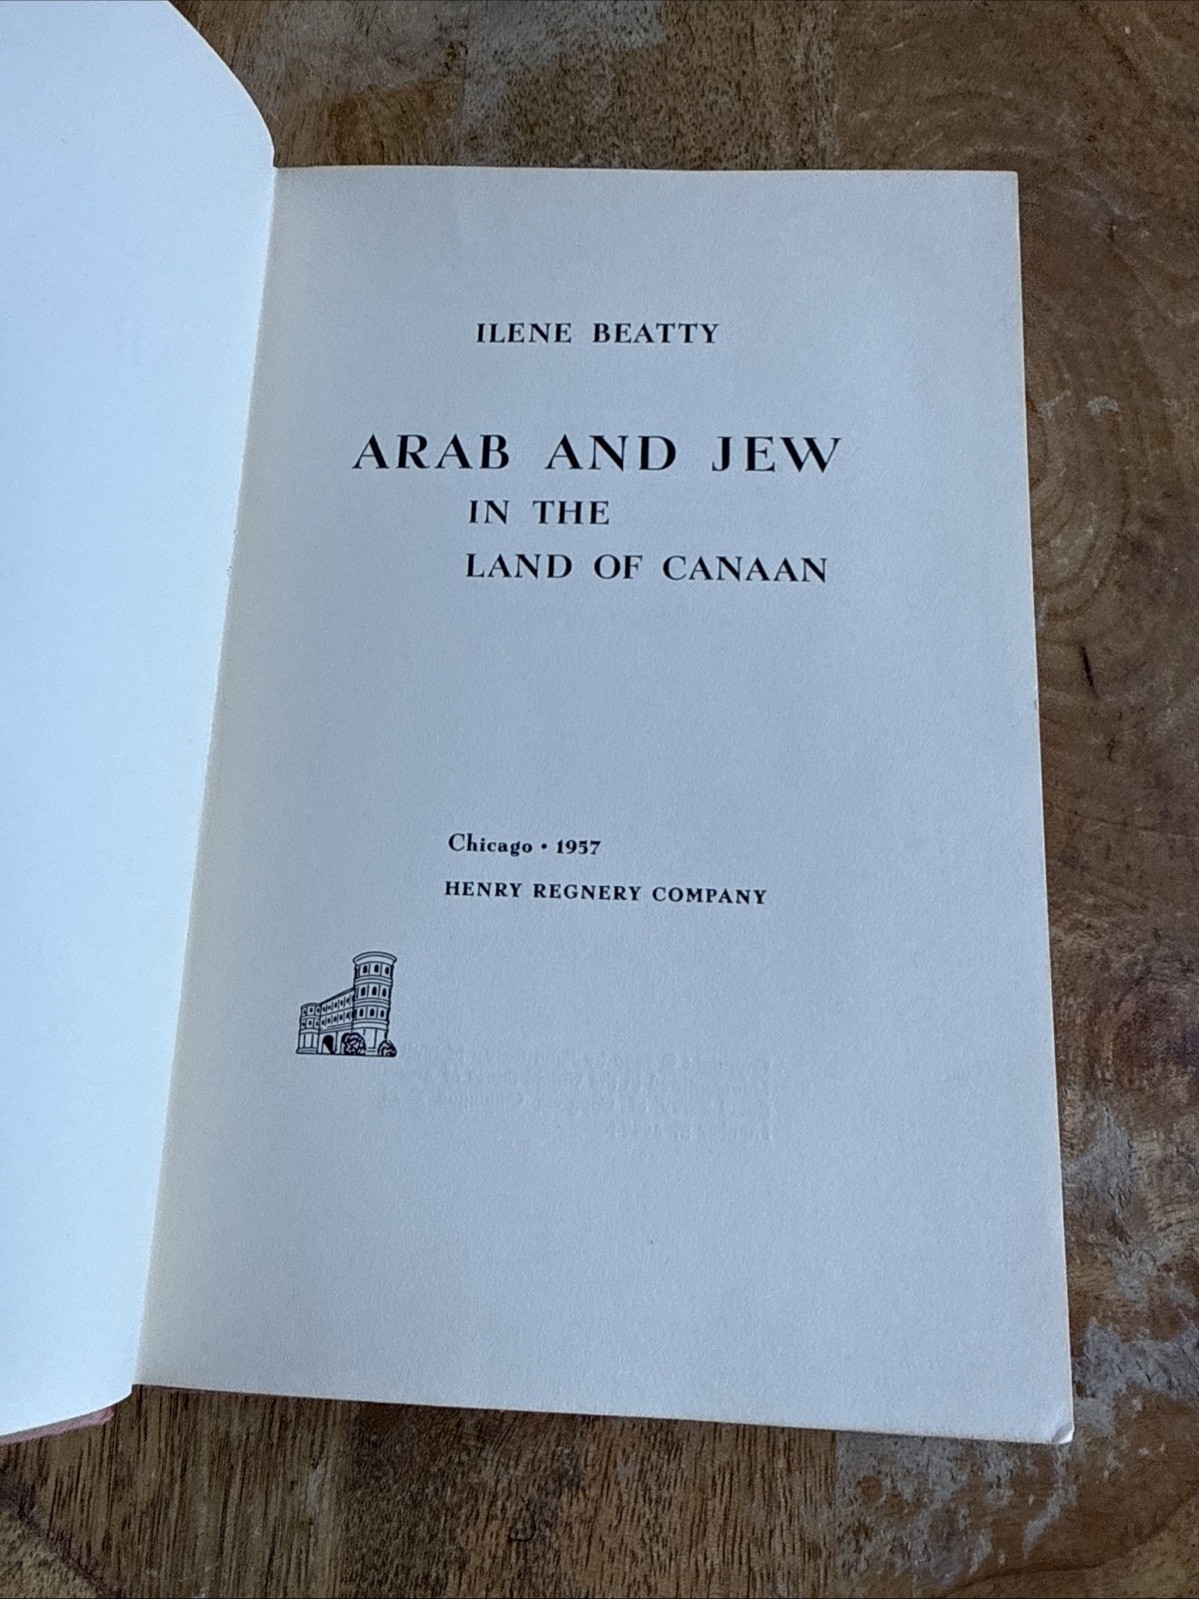 ILENE BEATTY
ARAB AND JEW
IN THE
LAND OF CANAAN
Chicago • 1957
HENRY REGNERY COMPANY